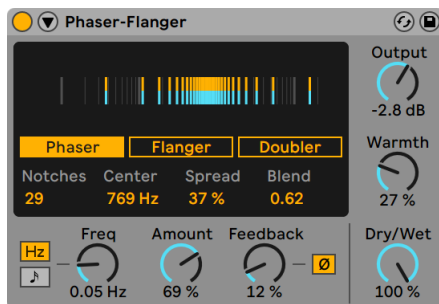 Phaser-Flanger
Output
-2.8 dB
Phaser Flanger Doubler
Notches Center Spread Blend
29 769 Hz 37 % 0.62
Warmth
27 %
Freq Amount Feedback Dry/Wet
Hz
♪
Ø
0.05 Hz 69 % 12 % 100 %